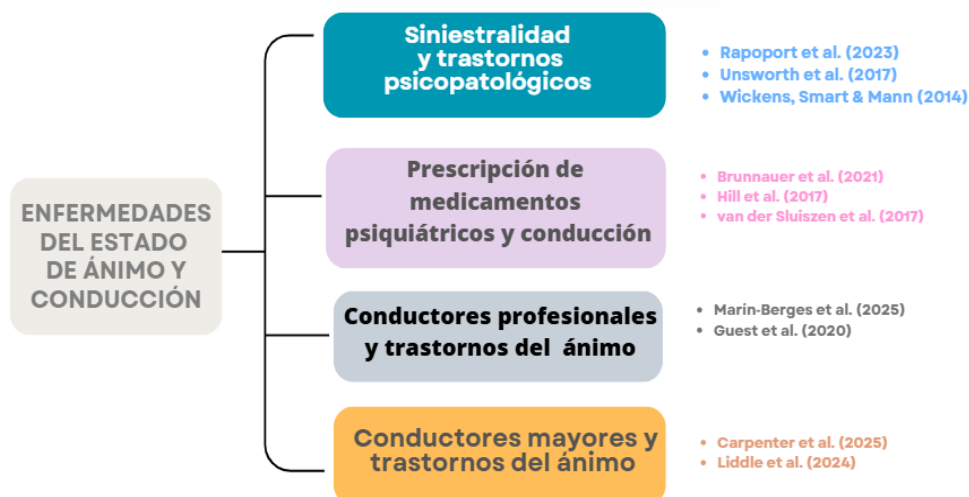 ENFERMEDADES
DEL ESTADO
DE ÁNIMO Y
CONDUCCIÓN
Siniestralidad
y trastornos
psicopatológicos
• Rapoport et al. (2023)
• Unsworth et al. (2017)
• Wickens, Smart & Mann (2014)
Prescripción de
medicamentos
psiquiátricos y conducción
• Brunnauer et al. (2021)
• Hill et al. (2017)
• van der Sluiszen et al. (2017)
Conductores profesionales
y trastornos del ánimo
• Marín-Berges et al. (2025)
• Guest et al. (2020)
Conductores mayores y
trastornos del ánimo
• Carpenter et al. (2025)
• Liddle et al. (2024)